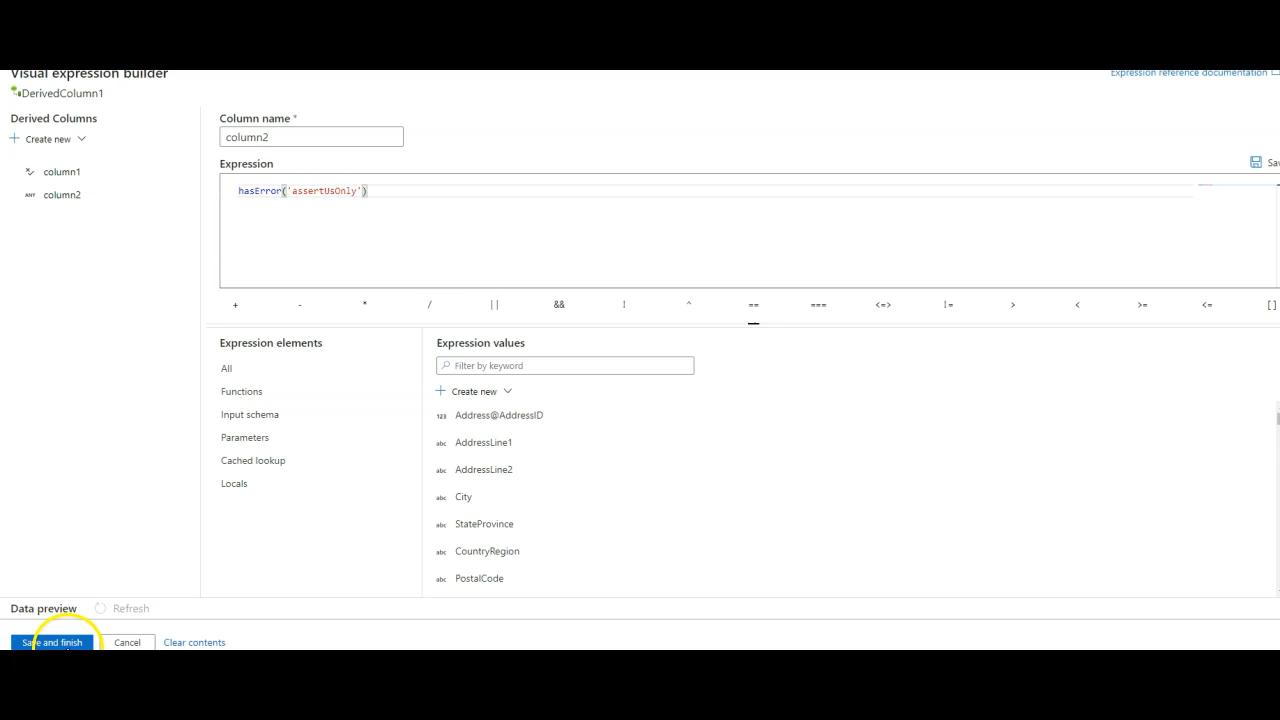 Visual expression builder
Expression reference documentation
DerivedColumn1
Derived Columns
Create new
column1
ANY column2
Column name *
column2
Expression
hasError('assertUsOnly')
+ - * / || && ! ^ == === <=> != > < >= <= []
Expression elements
All
Functions
Input schema
Parameters
Cached lookup
Locals
Expression values
Filter by keyword
Create new
123 Address@AddressID
abc AddressLine1
abc AddressLine2
abc City
abc StateProvince
abc CountryRegion
abc PostalCode
Data preview Refresh
Save and finish Cancel Clear contents